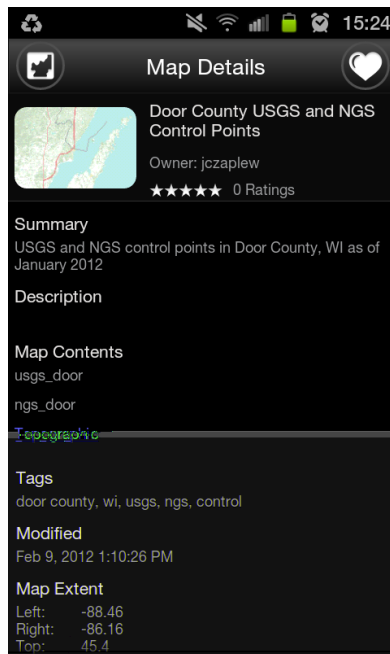 15:24
Map Details
Door County USGS and NGS
Control Points
Owner: jczaplew
0 Ratings
Summary
USGS and NGS control points in Door County, WI as of
January 2012
Description
Map Contents
usgs_door
ngs_door
Topographic
Tags
door county, wi, usgs, ngs, control
Modified
Feb 9, 2012 1:10:26 PM
Map Extent
Left: -88.46
Right: -86.16
Top: 45.4